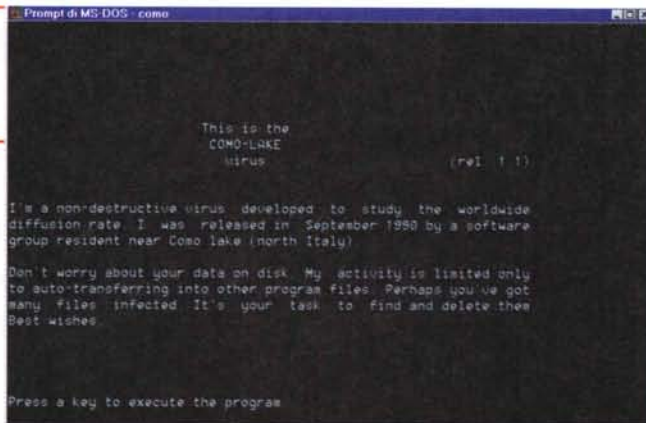 Prompt di MS-DOS - como
This is the
COMO-LAKE
virus (rel. 1.1)
I'm a non-destructive virus developed to study the worldwide
diffusion rate. I was released in September 1990 by a software
group resident near Como lake (north Italy).
Don't worry about your data on disk. My activity is limited only
to auto-transferring into other program files. Perhaps you've got
many files infected. It's your task to find and delete them
Best wishes
Press a key to execute the program